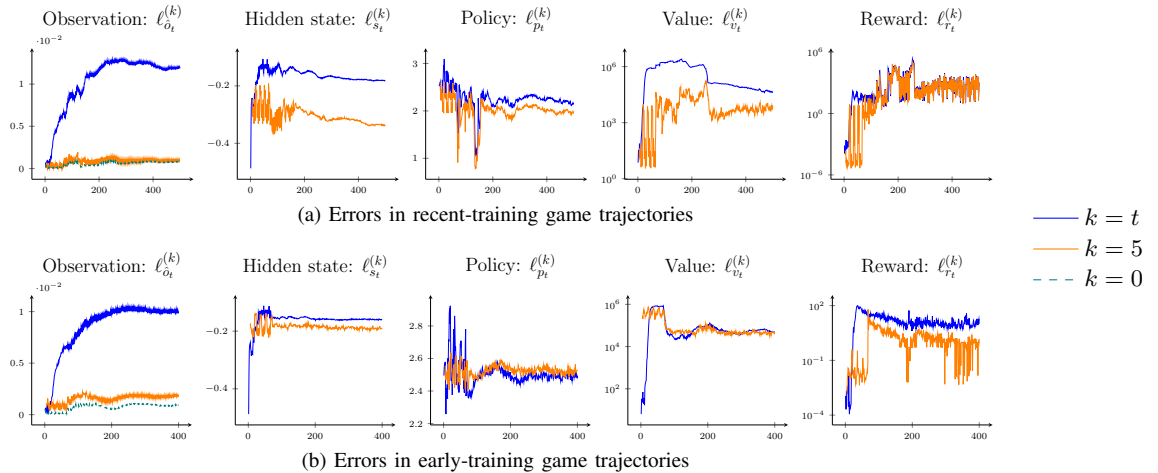 Observation: ℓ_{ô_t}^{(k)} Hidden state: ℓ_{s_t}^{(k)} Policy: ℓ_{p_t}^{(k)} Value: ℓ_{v_t}^{(k)} Reward: ℓ_{r_t}^{(k)}
·10^{−2}
1
0.5
0
0 200 400
−0.2
−0.4
0 200 400
3
2
1
0 200 400
10^6
10^3
10^0
0 200 400
10^6
10^0
10^{−6}
0 200 400
(a) Errors in recent-training game trajectories
k = t
k = 5
k = 0
Observation: ℓ_{ô_t}^{(k)} Hidden state: ℓ_{s_t}^{(k)} Policy: ℓ_{p_t}^{(k)} Value: ℓ_{v_t}^{(k)} Reward: ℓ_{r_t}^{(k)}
·10^{−2}
1
0.5
0
0 200 400
−0.2
−0.4
0 200 400
2.8
2.6
2.4
2.2
0 200 400
10^6
10^4
10^2
0 200 400
10^2
10^{−1}
10^{−4}
0 200 400
(b) Errors in early-training game trajectories